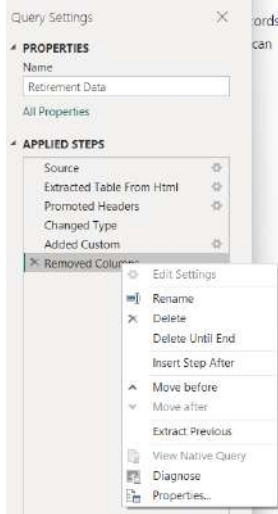 Query Settings
ords
can
PROPERTIES
Name
Retirement Data
All Properties
APPLIED STEPS
Source
Extracted Table From Html
Promoted Headers
Changed Type
Added Custom
Removed Columns
Edit Settings
Rename
Delete
Delete Until End
Insert Step After
Move before
Move after
Extract Previous
View Native Query
Diagnose
Properties...